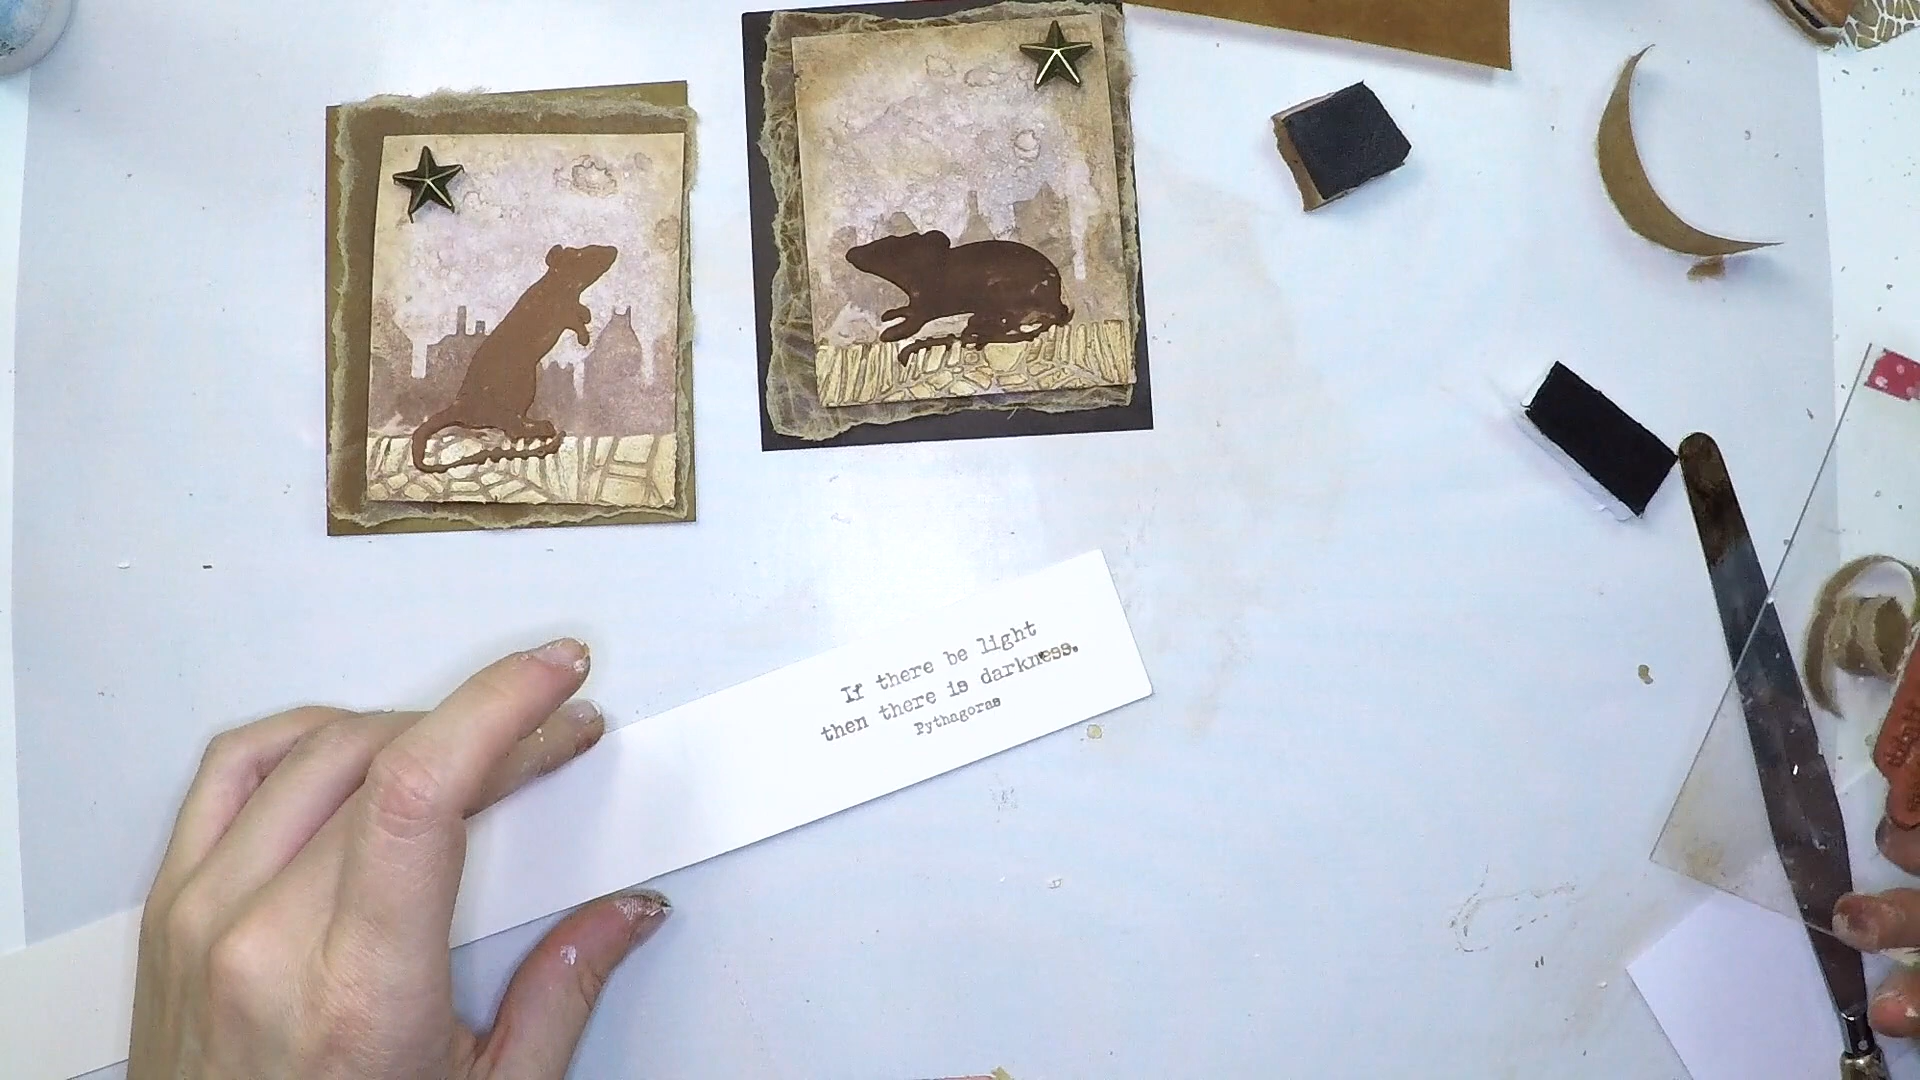 If there be light
then there is darkness.
Pythagoras